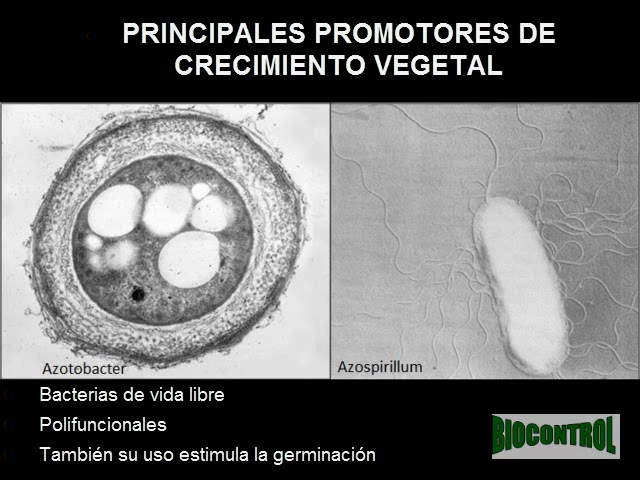 PRINCIPALES PROMOTORES DE
CRECIMIENTO VEGETAL
Azotobacter
Azospirillum
Bacterias de vida libre
Polifuncionales
También su uso estimula la germinación
BIOCONTROL